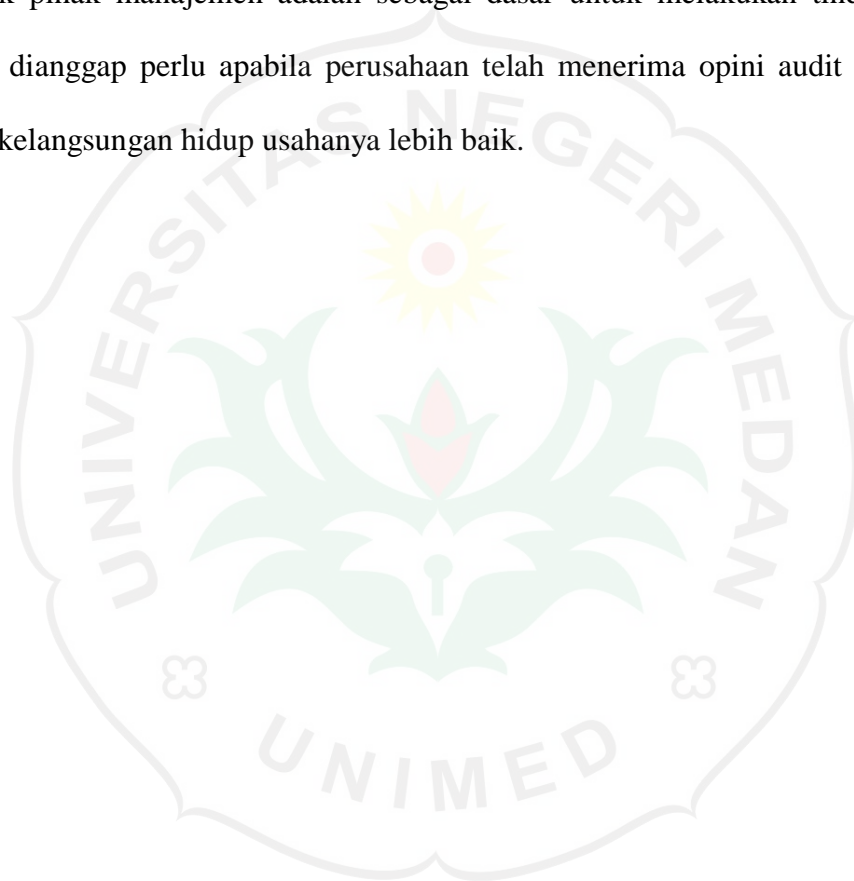 pihak manajemen adalah sebagai dasar untuk melakukan
dianggap perlu apabila perusahaan telah menerima opini audit
kelangsungan hidup usahanya lebih baik.
UNIVERSITAS NEGERI MEDAN
UNIMED